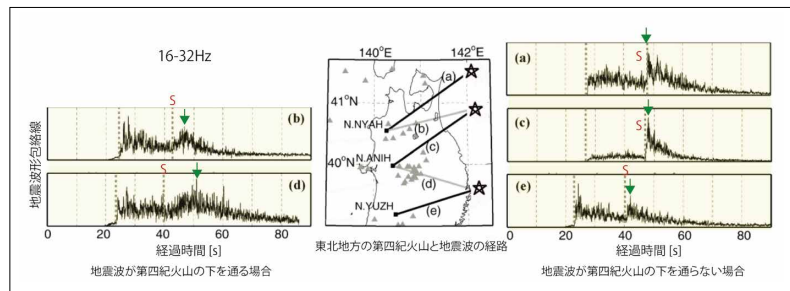 16-32Hz
地震波形包絡線
S
(b)
S
(d)
0 20 40 60 80
経過時間 [s]
地震波が第四紀火山の下を通る場合
140°E 142°E
41°N
40°N
(a)
N.NYAH
(b)
(c)
N.ANIH
(d)
N.YUZH
(e)
東北地方の第四紀火山と地震波の経路
(a)
S
(c)
S
(e)
S
0 20 40 60 80
経過時間 [s]
地震波が第四紀火山の下を通らない場合